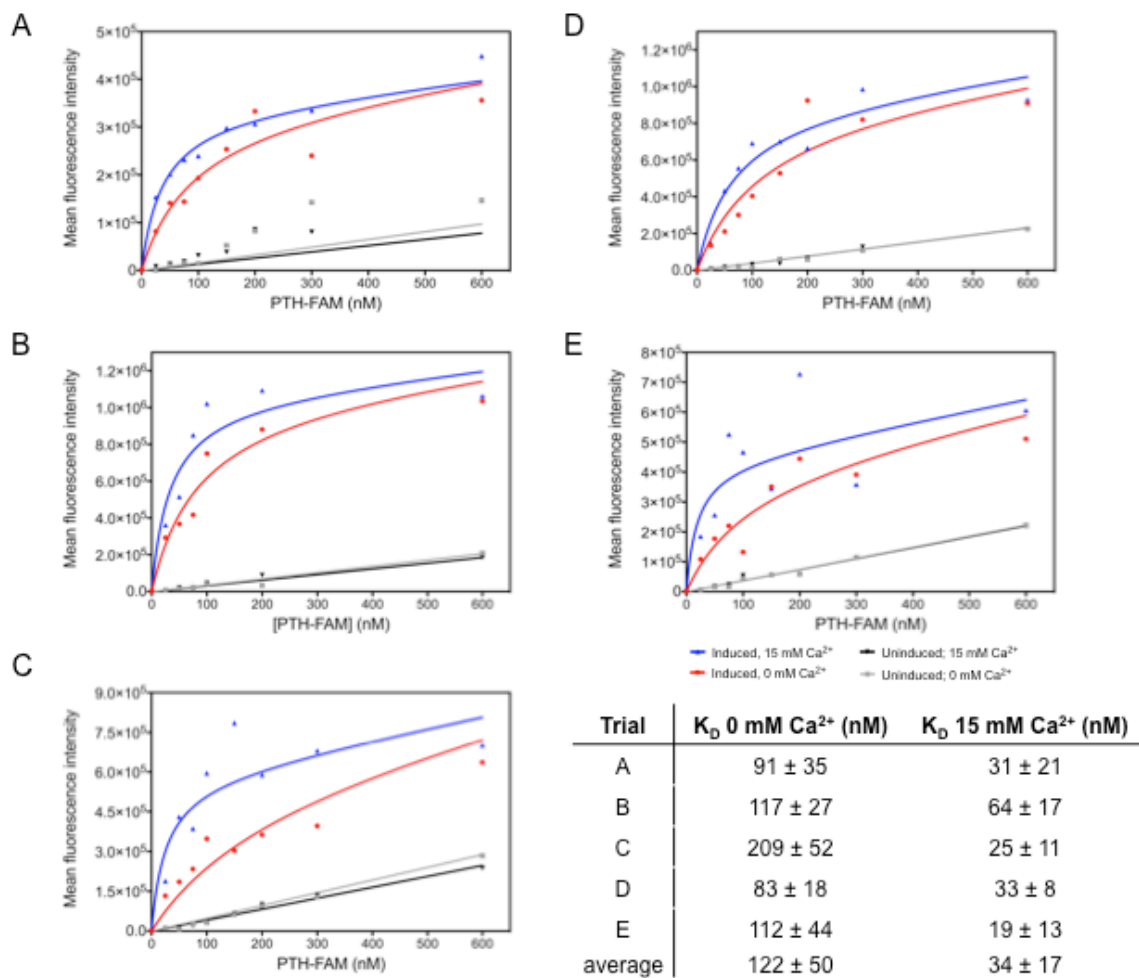 A
Mean fluorescence intensity
5×10⁵
4×10⁵
3×10⁵
2×10⁵
1×10⁵
0
0 100 200 300 400 500 600
PTH-FAM (nM)
B
Mean fluorescence intensity
1.2×10⁶
1.0×10⁶
8.0×10⁵
6.0×10⁵
4.0×10⁵
2.0×10⁵
0.0
0 100 200 300 400 500 600
[PTH-FAM] (nM)
C
Mean fluorescence intensity
9.0×10⁵
7.5×10⁵
6.0×10⁵
4.5×10⁵
3.0×10⁵
1.5×10⁵
0.0
0 100 200 300 400 500 600
PTH-FAM (nM)
D
Mean fluorescence intensity
1.2×10⁶
1.0×10⁶
8.0×10⁵
6.0×10⁵
4.0×10⁵
2.0×10⁵
0.0
0 100 200 300 400 500 600
PTH-FAM (nM)
E
Mean fluorescence intensity
8×10⁵
7×10⁵
6×10⁵
5×10⁵
4×10⁵
3×10⁵
2×10⁵
1×10⁵
0
0 100 200 300 400 500 600
PTH-FAM (nM)
Induced, 15 mM Ca²⁺ Uninduced; 15 mM Ca²⁺
Induced, 0 mM Ca²⁺ Uninduced; 0 mM Ca²⁺
Trial K_D 0 mM Ca²⁺ (nM) K_D 15 mM Ca²⁺ (nM)
A 91 ± 35 31 ± 21
B 117 ± 27 64 ± 17
C 209 ± 52 25 ± 11
D 83 ± 18 33 ± 8
E 112 ± 44 19 ± 13
average 122 ± 50 34 ± 17